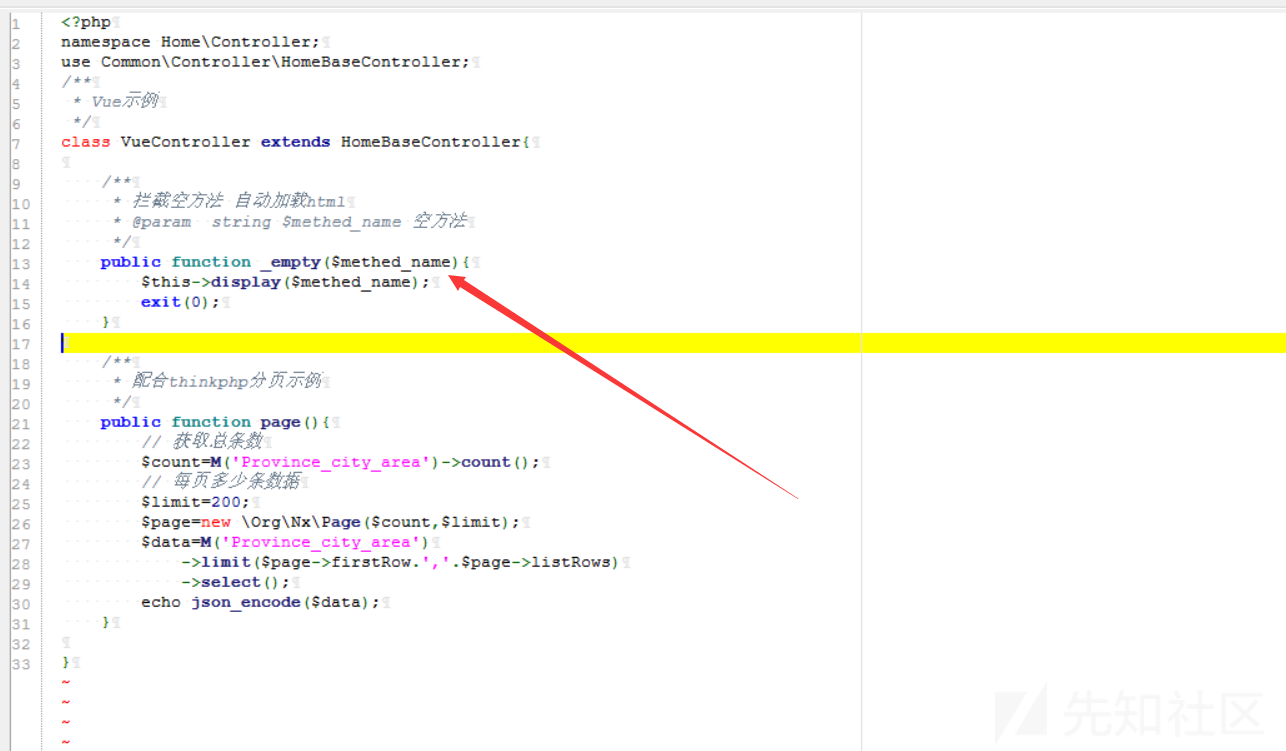 1 <?php
2 namespace Home\Controller;
3 use Common\Controller\HomeBaseController;
4 /**
5  * Vue示例
6  */
7 class VueController extends HomeBaseController{
8
9     /**
10      * 拦截空方法 自动加载html
11      * @param  string $methed_name 空方法
12      */
13     public function _empty($methed_name){
14         $this->display($methed_name);
15         exit(0);
16     }
17
18     /**
19      * 配合thinkphp分页示例
20      */
21     public function page(){
22         // 获取总条数
23         $count=M('Province_city_area')->count();
24         // 每页多少条数据
25         $limit=200;
26         $page=new \Org\Nx\Page($count,$limit);
27         $data=M('Province_city_area')
28             ->limit($page->firstRow.','.$page->listRows)
29             ->select();
30         echo json_encode($data);
31     }
32
33 }
~
~
~
~
先知社区